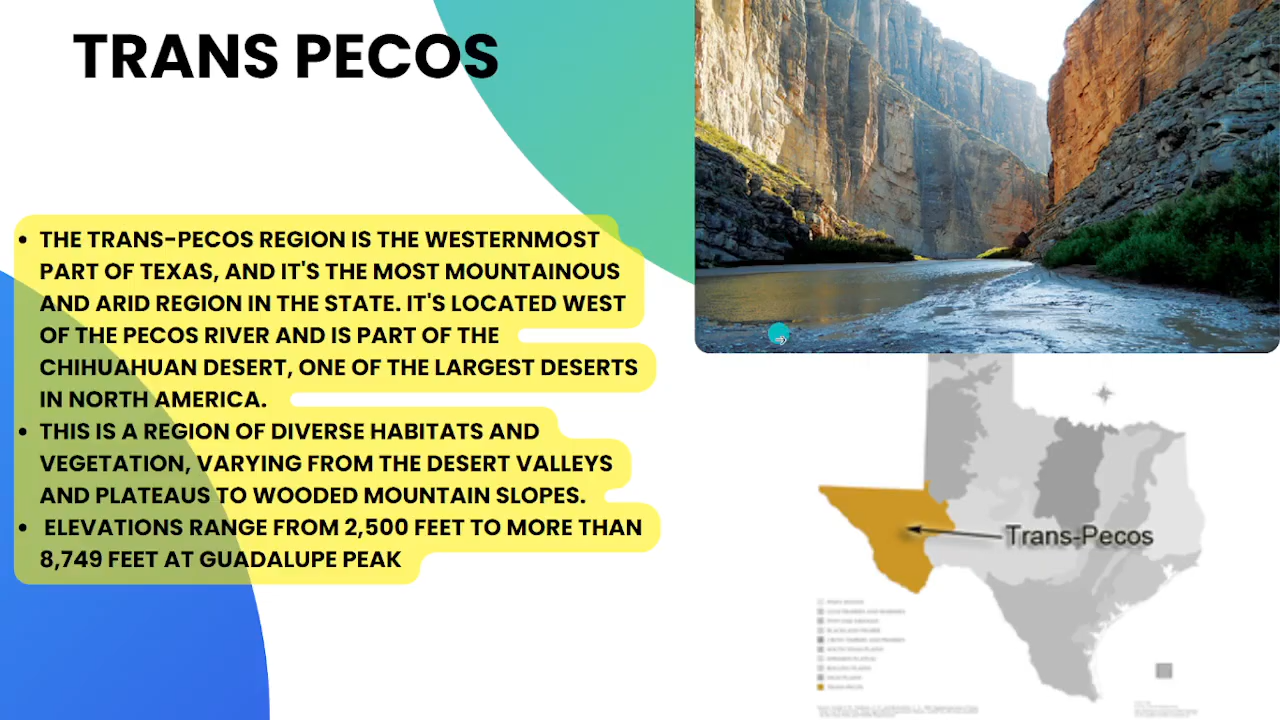 TRANS PECOS
• THE TRANS-PECOS REGION IS THE WESTERNMOST
PART OF TEXAS, AND IT'S THE MOST MOUNTAINOUS
AND ARID REGION IN THE STATE. IT'S LOCATED WEST
OF THE PECOS RIVER AND IS PART OF THE
CHIHUAHUAN DESERT, ONE OF THE LARGEST DESERTS
IN NORTH AMERICA.
• THIS IS A REGION OF DIVERSE HABITATS AND
VEGETATION, VARYING FROM THE DESERT VALLEYS
AND PLATEAUS TO WOODED MOUNTAIN SLOPES.
• ELEVATIONS RANGE FROM 2,500 FEET TO MORE THAN
8,749 FEET AT GUADALUPE PEAK
Trans-Pecos